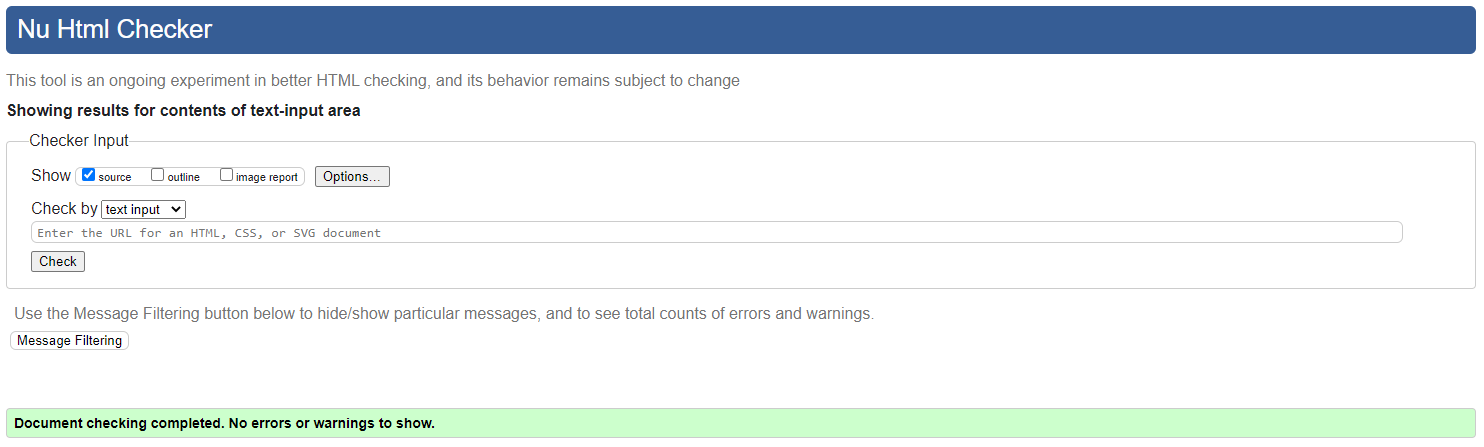 Nu Html Checker
This tool is an ongoing experiment in better HTML checking, and its behavior remains subject to change
Showing results for contents of text-input area
Checker Input
Show source outline image report Options...
Check by text input
Enter the URL for an HTML, CSS, or SVG document
Check
Use the Message Filtering button below to hide/show particular messages, and to see total counts of errors and warnings.
Message Filtering
Document checking completed. No errors or warnings to show.